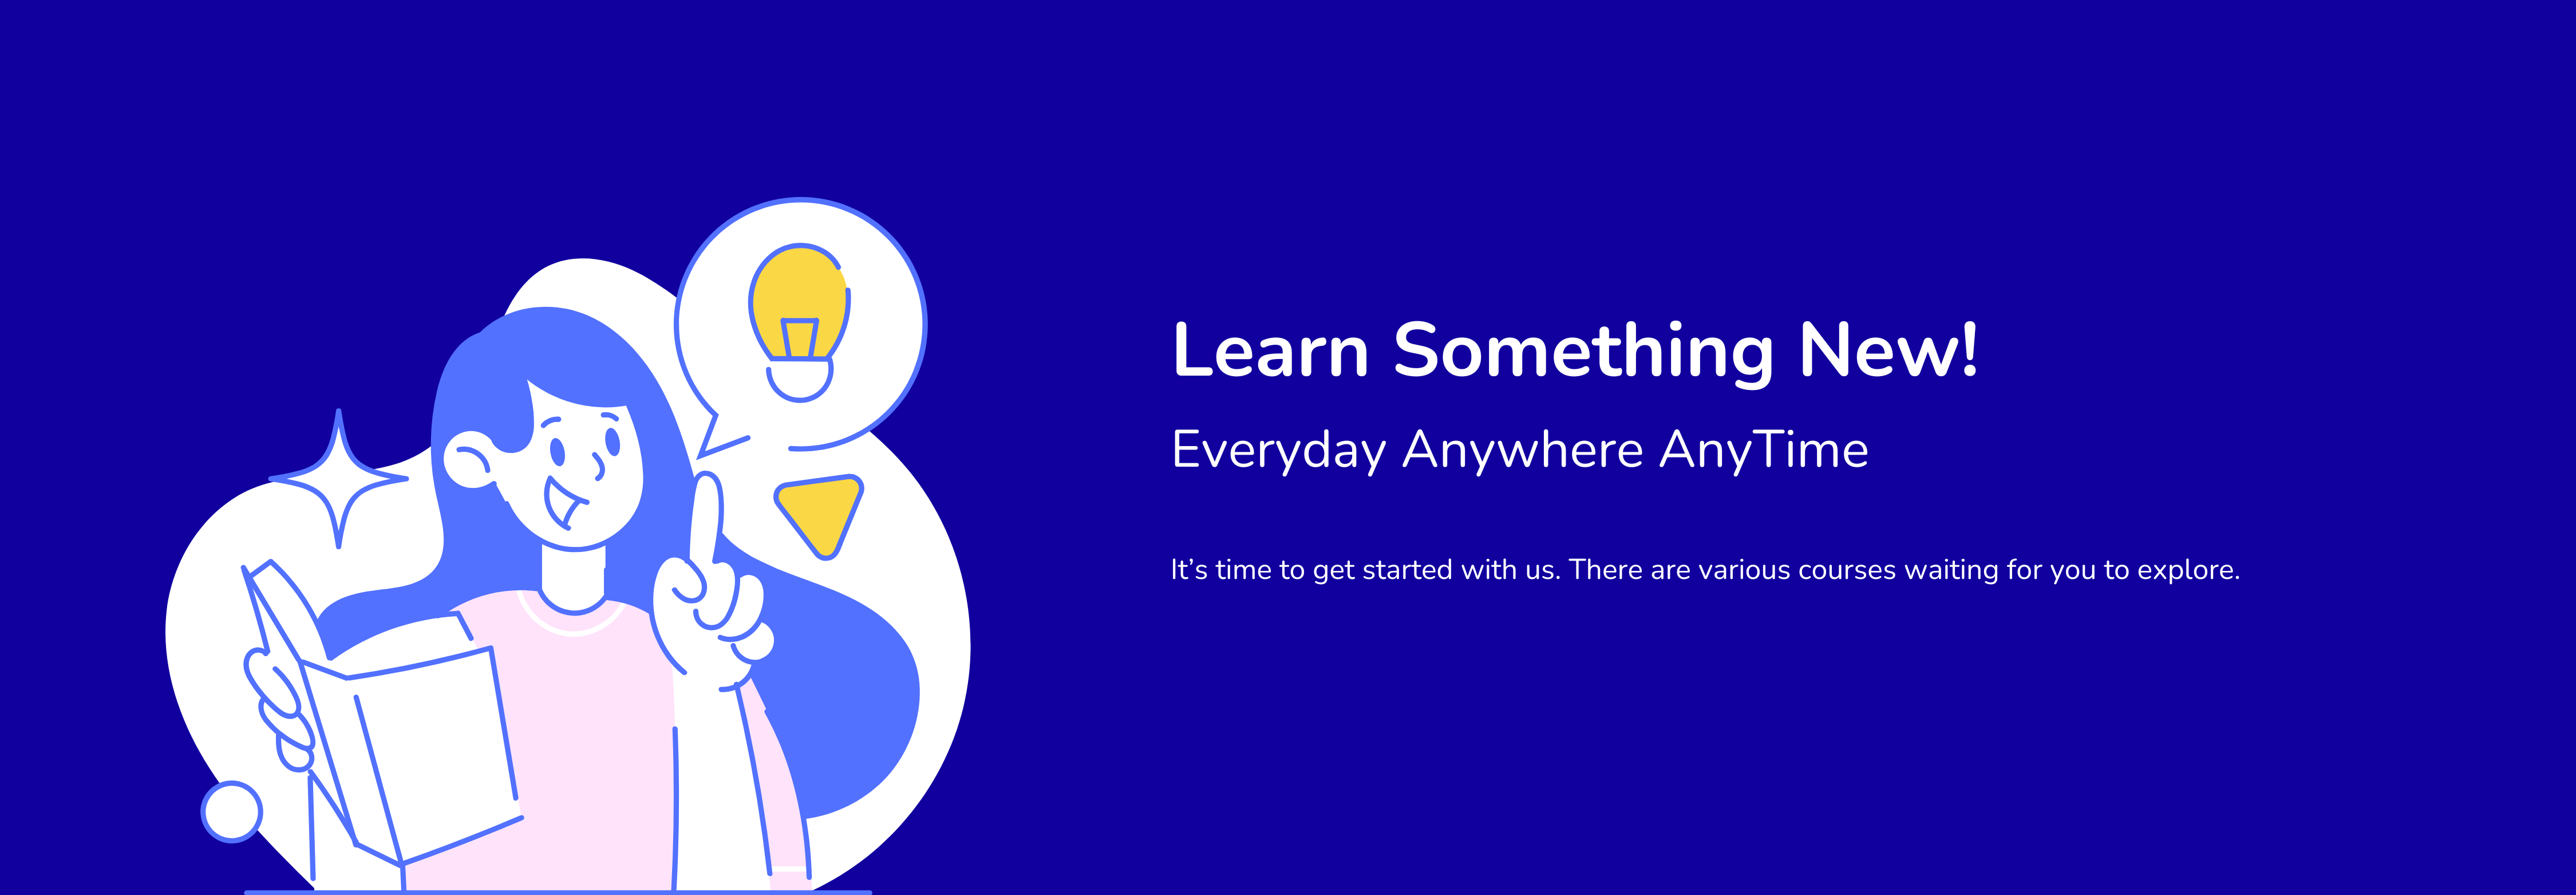 Learn Something New!
Everyday Anywhere AnyTime
It’s time to get started with us. There are various courses waiting for you to explore.